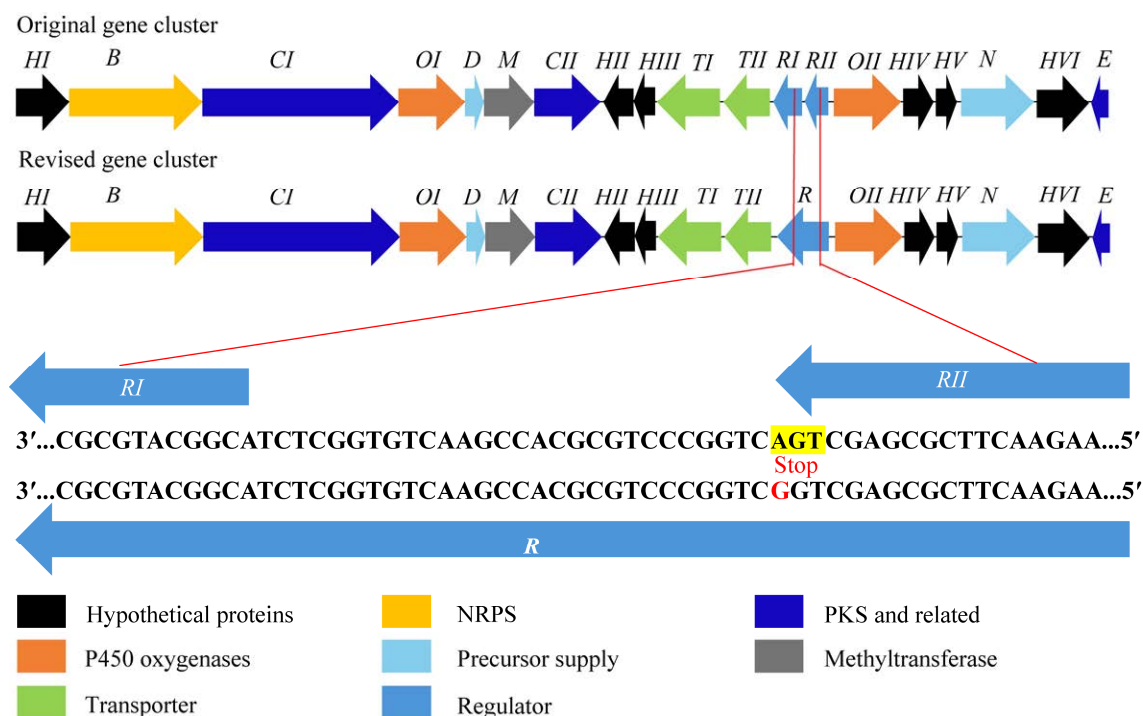 Original gene cluster
HI B CI OI D M CII HII HIII TI TII RI RII OII HIV HV N HVI E
Revised gene cluster
HI B CI OI D M CII HII HIII TI TII R OII HIV HV N HVI E
RI RII
3′...CGCGTACGGCATCTCGGTGTCAAGCCACGCGTCCCGGTCAGTCGAGCGCTTCAAGAA...5′
Stop
3′...CGCGTACGGCATCTCGGTGTCAAGCCACGCGTCCCGGTCGGTCGAGCGCTTCAAGAA...5′
R
Hypothetical proteins NRPS PKS and related
P450 oxygenases Precursor supply Methyltransferase
Transporter Regulator